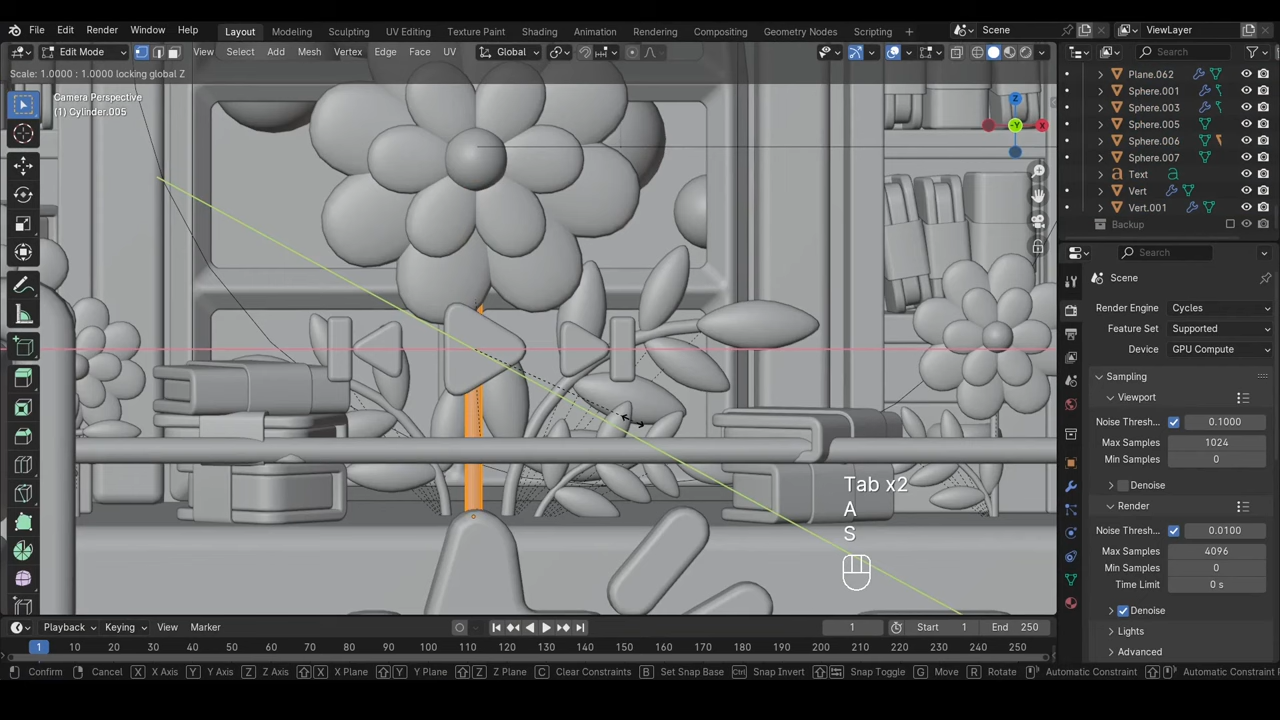 File Edit Render Window Help Layout Modeling Sculpting UV Editing Texture Paint Shading Animation Rendering Compositing Geometry Nodes Scripting Scene ViewLayer
Edit Mode View Select Add Mesh Vertex Edge Face UV Global Search
Scale: 1.0000 : 1.0000 locking global Z
Camera Perspective
(1) Cylinder.005
Z
X
-Y
Plane.062
Sphere.001
Sphere.003
Sphere.005
Sphere.006
Sphere.007
Text
Vert
Vert.001
Backup
Search
Scene
Render Engine Cycles
Feature Set Supported
Device GPU Compute
Sampling
Viewport
Noise Thresh... 0.1000
Max Samples 1024
Min Samples 0
Denoise
Render
Noise Thresh... 0.0100
Max Samples 4096
Min Samples 0
Time Limit 0 s
Denoise
Lights
Advanced
Tab x2
A
S
Playback Keying View Marker 1 Start 1 End 250
1 10 20 30 40 50 60 70 80 90 100 110 120 130 140 150 160 170 180 190 200 210 220 230 240 250
Confirm Cancel X X Axis Y Y Axis Z Z Axis X X Plane Y Y Plane Z Z Plane C Clear Constraints B Set Snap Base Ctrl Snap Invert Snap Attract G Move R Rotate Automatic Constraint Automatic Constraint